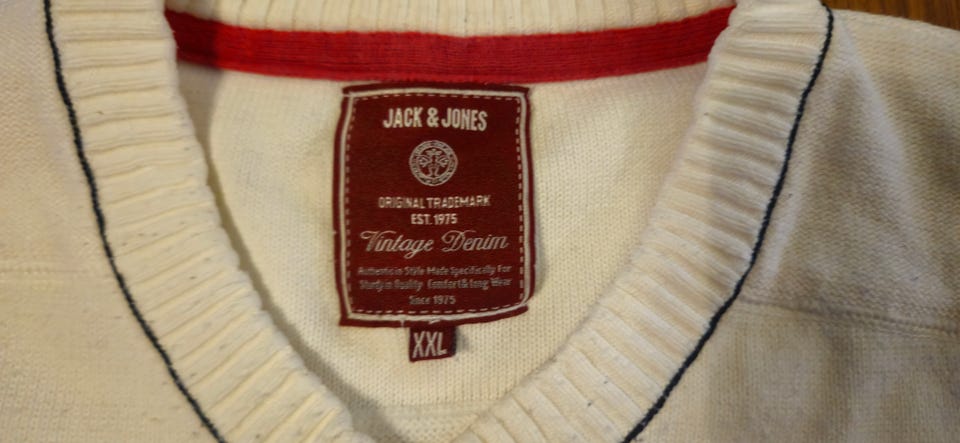 JACK & JONES
ORIGINAL TRADEMARK
EST. 1975
Vintage Denim
Authentic in Style Made Specifically For
Sturdy in Quality Comfort & Long Wear
Since 1975
XXL